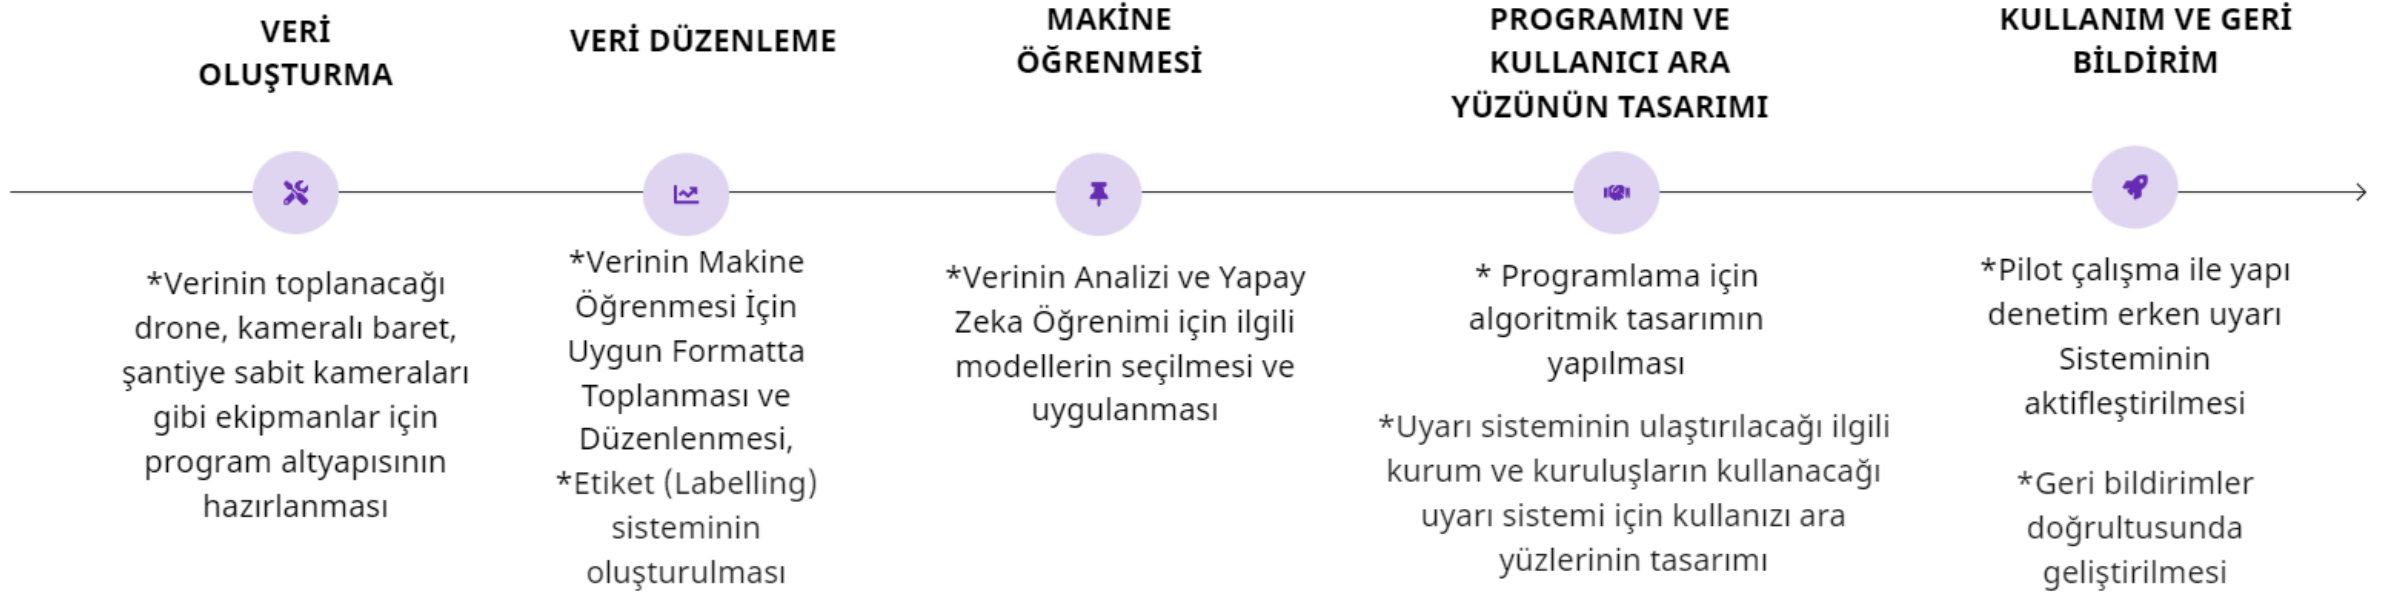 VERİ
OLUŞTURMA
VERİ DÜZENLEME
MAKİNE
ÖĞRENMESİ
PROGRAMIN VE
KULLANICI ARA
YÜZÜNÜN TASARIMI
KULLANIM VE GERİ
BİLDİRİM
*Verinin toplanacağı
drone, kameralı baret,
şantiye sabit kameraları
gibi ekipmanlar için
program altyapısının
hazırlanması
*Verinin Makine
Öğrenmesi İçin
Uygun Formatta
Toplanması ve
Düzenlenmesi,
*Etiket (Labelling)
sisteminin
oluşturulması
*Verinin Analizi ve Yapay
Zeka Öğrenimi için ilgili
modellerin seçilmesi ve
uygulanması
* Programlama için
algoritmik tasarımın
yapılması
*Uyarı sisteminin ulaştırılacağı ilgili
kurum ve kuruluşların kullanacağı
uyarı sistemi için kullanızı ara
yüzlerinin tasarımı
*Pilot çalışma ile yapı
denetim erken uyarı
Sisteminin
aktifleştirilmesi
*Geri bildirimler
doğrultusunda
geliştirilmesi